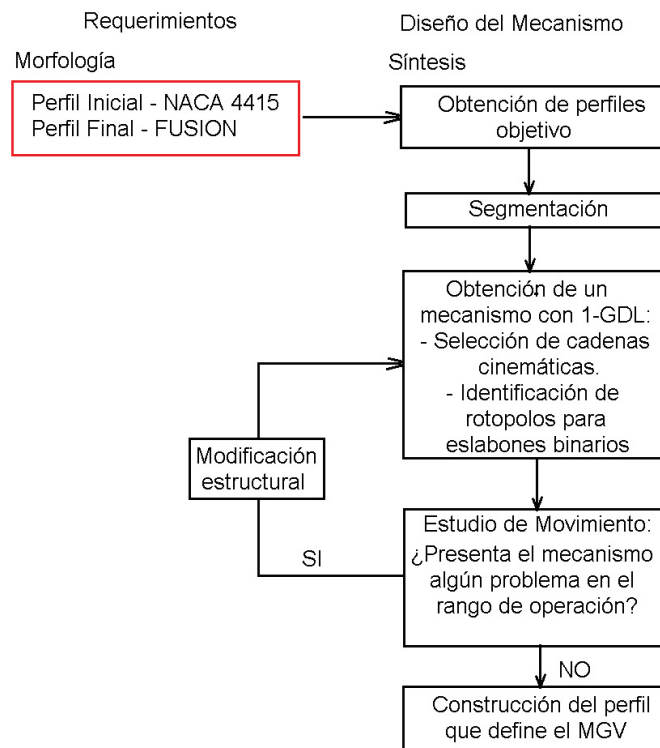 Requerimientos
Diseño del Mecanismo
Morfología
Síntesis
Perfil Inicial - NACA 4415
Perfil Final - FUSION
Obtención de perfiles
objetivo
Segmentación
Obtención de un
mecanismo con 1-GDL:
- Selección de cadenas
cinemáticas.
- Identificación de
rotopolos para
eslabones binarios
Modificación
estructural
Estudio de Movimiento:
¿Presenta el mecanismo
algún problema en el
rango de operación?
SI
NO
Construcción del perfil
que define el MGV